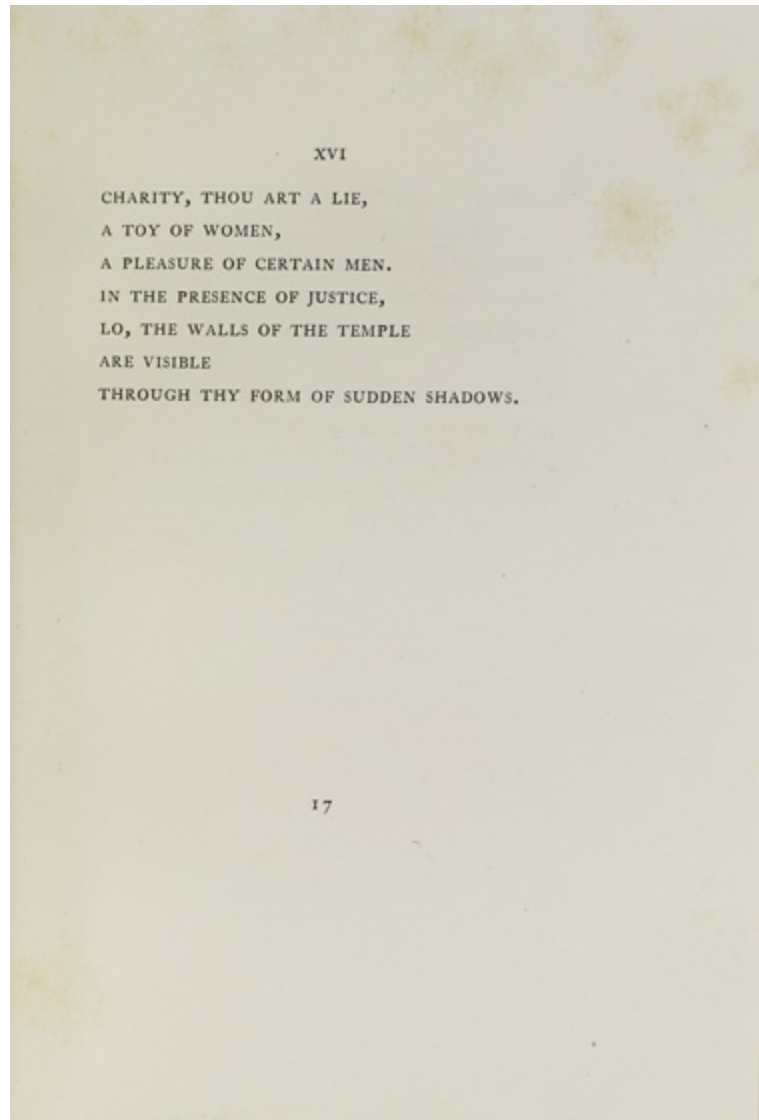 XVI
CHARITY, THOU ART A LIE,
A TOY OF WOMEN,
A PLEASURE OF CERTAIN MEN.
IN THE PRESENCE OF JUSTICE,
LO, THE WALLS OF THE TEMPLE
ARE VISIBLE
THROUGH THY FORM OF SUDDEN SHADOWS.
17